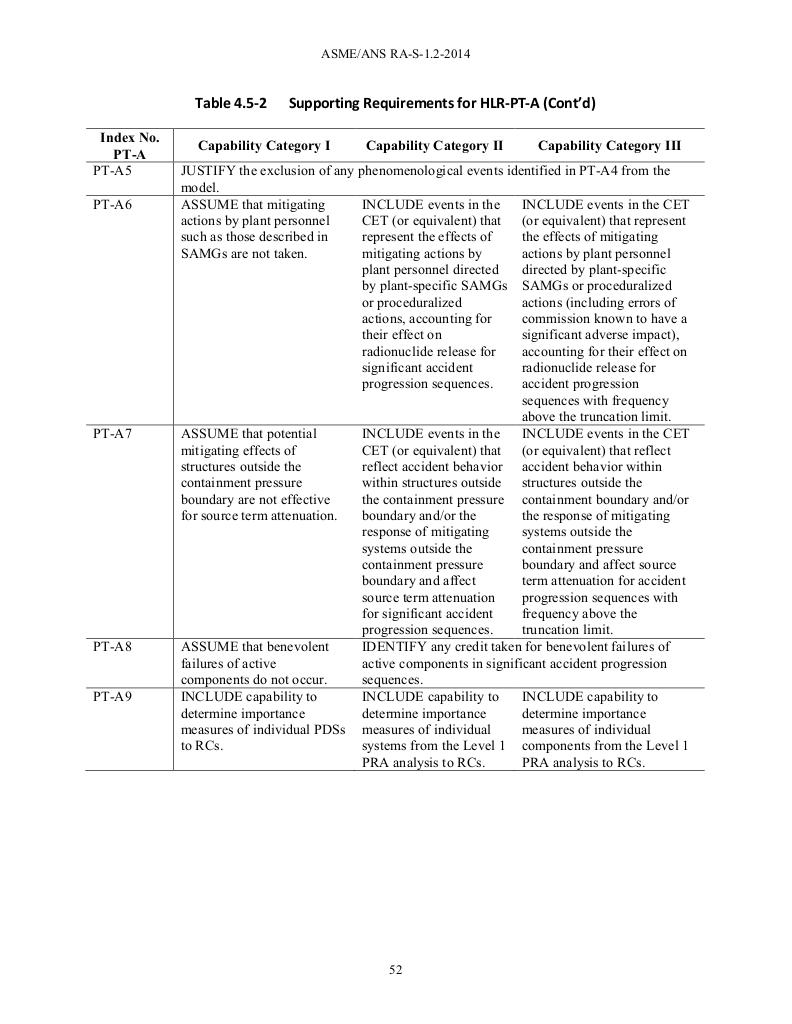 ASME/ANS RA-S-1.2-2014
Table 4.5-2 Supporting Requirements for HLR-PT-A (Cont’d)
Index No.
PT-A
Capability Category I
Capability Category II
Capability Category III
PT-A5
JUSTIFY the exclusion of any phenomenological events identified in PT-A4 from the
model.
PT-A6
ASSUME that mitigating
actions by plant personnel
such as those described in
SAMGs are not taken.
INCLUDE events in the
CET (or equivalent) that
represent the effects of
mitigating actions by
plant personnel directed
by plant-specific SAMGs
or proceduralized
actions, accounting for
their effect on
radionuclide release for
significant accident
progression sequences.
INCLUDE events in the CET
(or equivalent) that represent
the effects of mitigating
actions by plant personnel
directed by plant-specific
SAMGs or proceduralized
actions (including errors of
commission known to have a
significant adverse impact),
accounting for their effect on
radionuclide release for
accident progression
sequences with frequency
above the truncation limit.
PT-A7
ASSUME that potential
mitigating effects of
structures outside the
containment pressure
boundary are not effective
for source term attenuation.
INCLUDE events in the
CET (or equivalent) that
reflect accident behavior
within structures outside
the containment pressure
boundary and/or the
response of mitigating
systems outside the
containment pressure
boundary and affect
source term attenuation
for significant accident
progression sequences.
INCLUDE events in the CET
(or equivalent) that reflect
accident behavior within
structures outside the
containment boundary and/or
the response of mitigating
systems outside the
containment pressure
boundary and affect source
term attenuation for accident
progression sequences with
frequency above the
truncation limit.
PT-A8
ASSUME that benevolent
failures of active
components do not occur.
IDENTIFY any credit taken for benevolent failures of
active components in significant accident progression
sequences.
PT-A9
INCLUDE capability to
determine importance
measures of individual PDSs
to RCs.
INCLUDE capability to
determine importance
measures of individual
systems from the Level 1
PRA analysis to RCs.
INCLUDE capability to
determine importance
measures of individual
components from the Level 1
PRA analysis to RCs.
52